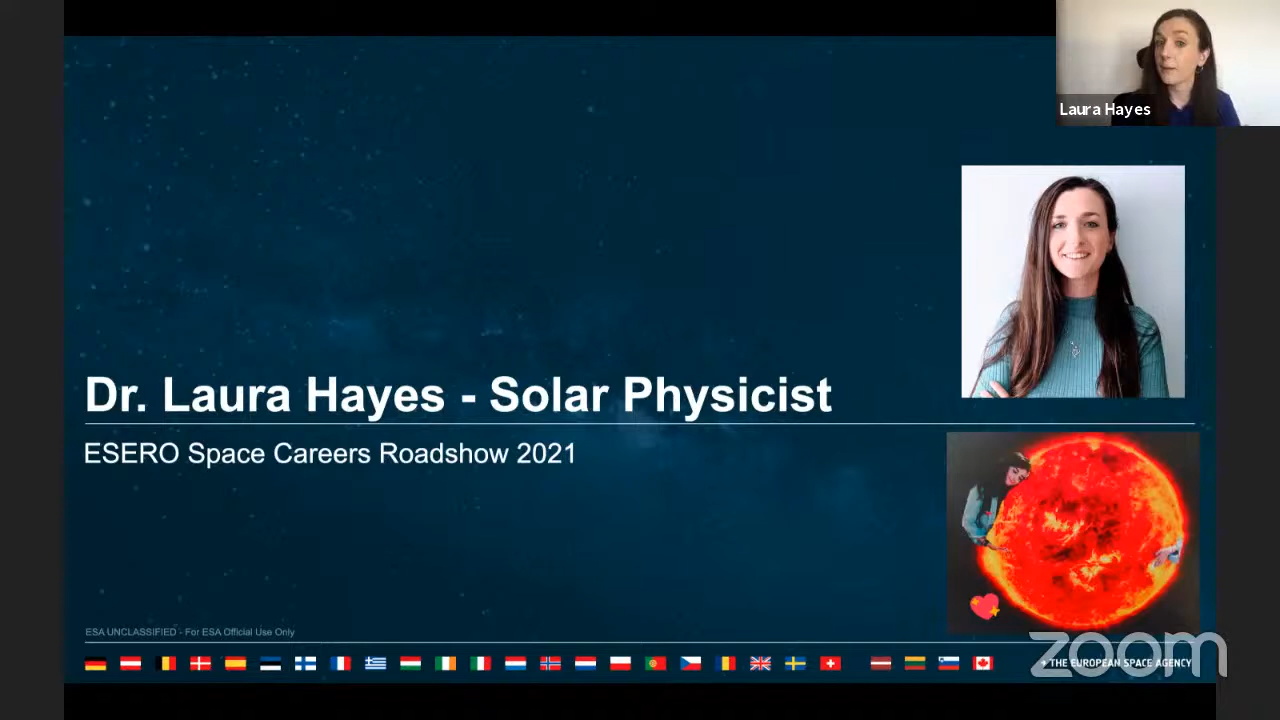 Laura Hayes
Dr. Laura Hayes - Solar Physicist
ESERO Space Careers Roadshow 2021
ESA UNCLASSIFIED - For ESA Official Use Only
+ THE EUROPEAN SPACE AGENCY
zoom